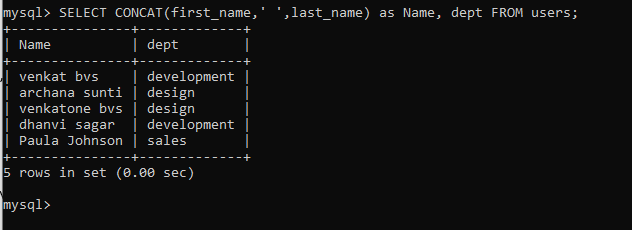 mysql> SELECT CONCAT(first_name,' ',last_name) as Name, dept FROM users;
+---------------+-------------+
| Name          | dept        |
+---------------+-------------+
| venkat bvs    | development |
| archana sunti | design      |
| venkatone bvs | design      |
| dhanvi sagar  | development |
| Paula Johnson | sales       |
+---------------+-------------+
5 rows in set (0.00 sec)
mysql>